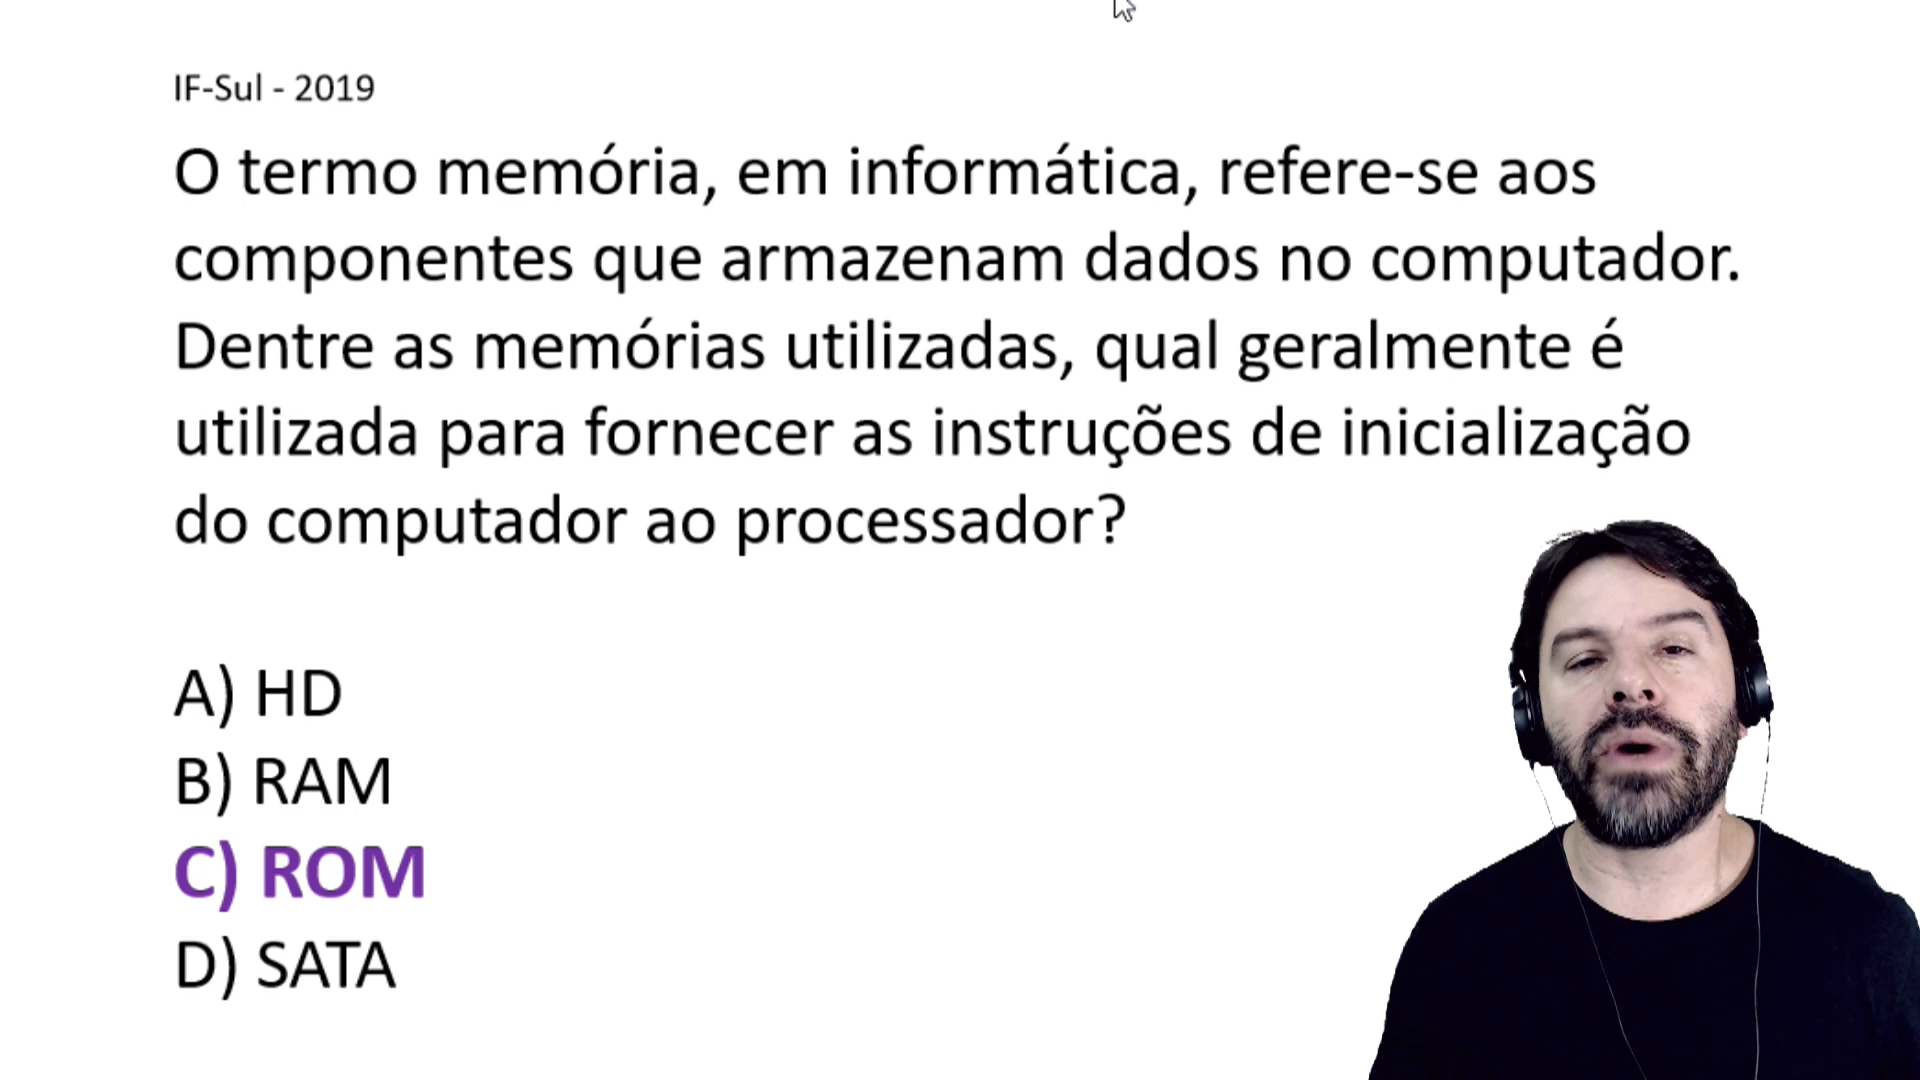 IF-Sul - 2019
O termo memória, em informática, refere-se aos
componentes que armazenam dados no computador.
Dentre as memórias utilizadas, qual geralmente é
utilizada para fornecer as instruções de inicialização
do computador ao processador?
A) HD
B) RAM
C) ROM
D) SATA